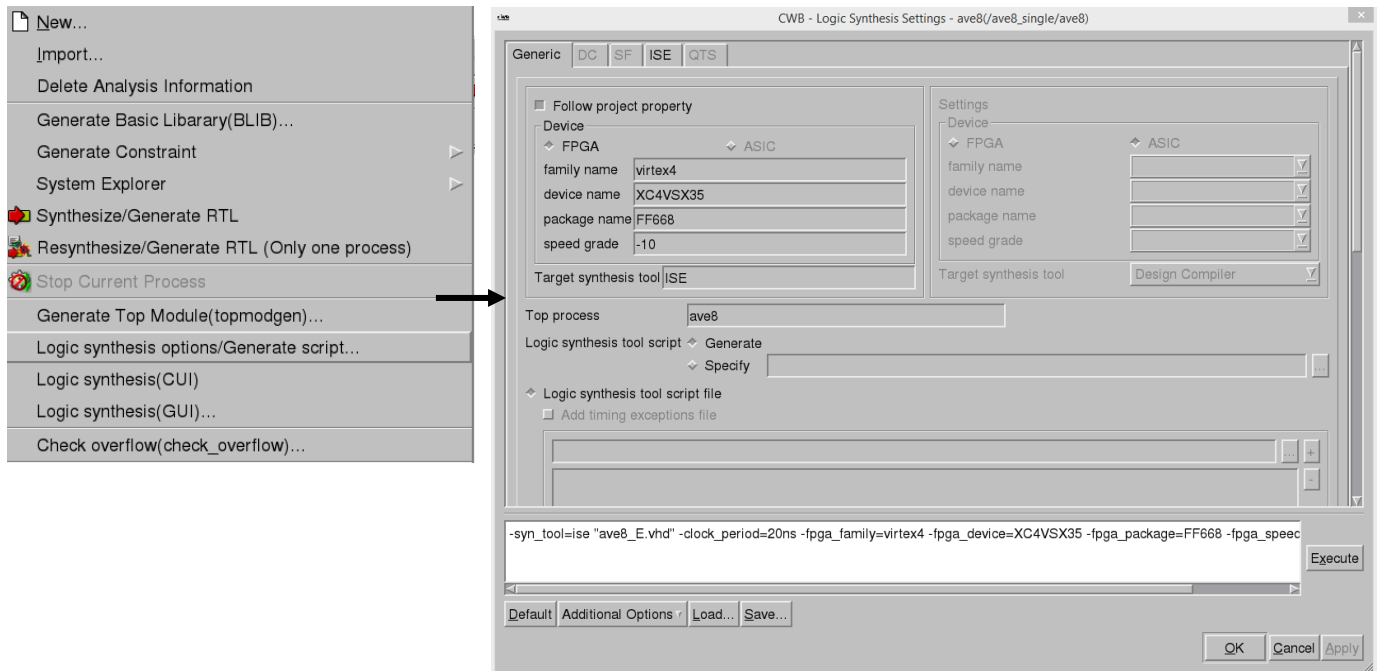 New...
Import...
Delete Analysis Information
Generate Basic Libarary(BLIB)...
Generate Constraint
System Explorer
Synthesize/Generate RTL
Resynthesize/Generate RTL (Only one process)
Stop Current Process
Generate Top Module(topmodgen)...
Logic synthesis options/Generate script...
Logic synthesis(CUI)
Logic synthesis(GUI)...
Check overflow(check_overflow)...
CWB - Logic Synthesis Settings - ave8(/ave8_single/ave8)
Generic DC SF ISE QTS
Follow project property
Device
FPGA ASIC
family name virtex4
device name XC4VSX35
package name FF668
speed grade -10
Target synthesis tool ISE
Settings
Device
FPGA ASIC
family name
device name
package name
speed grade
Target synthesis tool Design Compiler
Top process ave8
Logic synthesis tool script Generate
Specify ...
Logic synthesis tool script file
Add timing exceptions file
... +
-
-syn_tool=ise "ave8_E.vhd" -clock_period=20ns -fpga_family=virtex4 -fpga_device=XC4VSX35 -fpga_package=FF668 -fpga_speed
Execute
Default Additional Options Load... Save...
OK Cancel Apply